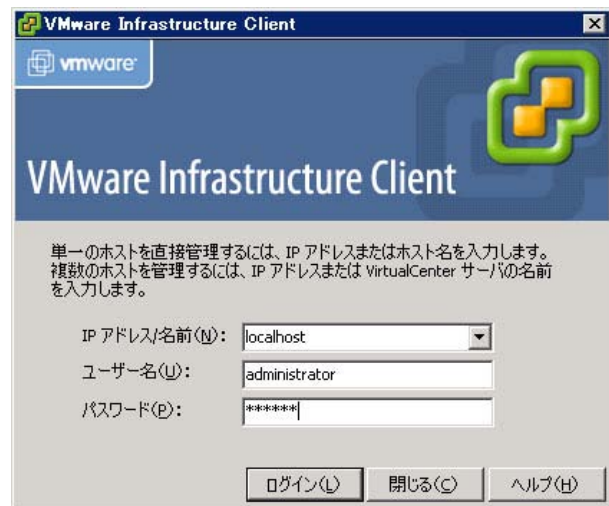 VMware Infrastructure Client
vmware
VMware Infrastructure Client
単一のホストを直接管理するには、IP アドレスまたはホスト名を入力します。
複数のホストを管理するには、IP アドレスまたは VirtualCenter サーバの名前
を入力します。
IP アドレス/名前(N): localhost
ユーザー名(U): administrator
パスワード(P): ******
ログイン(L) 閉じる(C) ヘルプ(H)